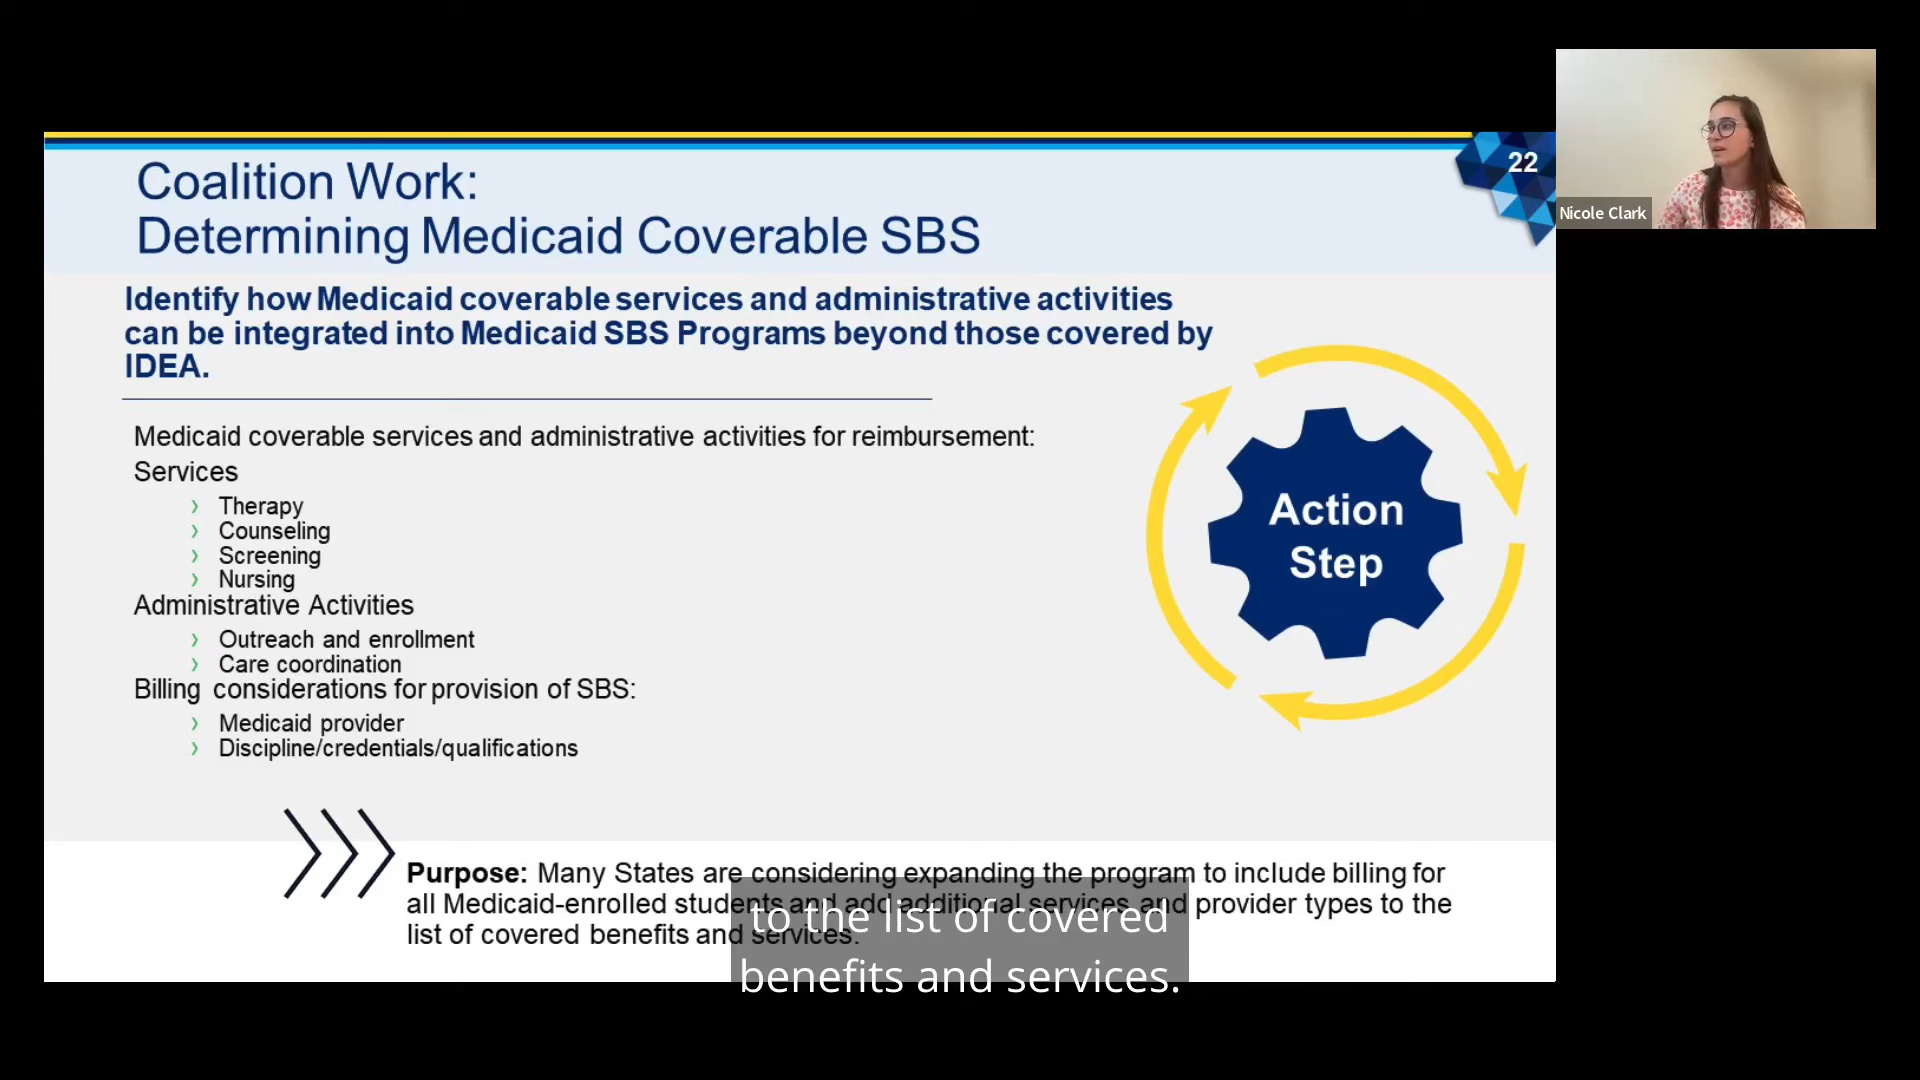 Coalition Work:
Determining Medicaid Coverable SBS
22
Nicole Clark
Identify how Medicaid coverable services and administrative activities
can be integrated into Medicaid SBS Programs beyond those covered by
IDEA.
Medicaid coverable services and administrative activities for reimbursement:
Services
› Therapy
› Counseling
› Screening
› Nursing
Administrative Activities
› Outreach and enrollment
› Care coordination
Billing considerations for provision of SBS:
› Medicaid provider
› Discipline/credentials/qualifications
Action
Step
Purpose: Many States are considering expanding the program to include billing for
all Medicaid-enrolled students and add additional services and provider types to the
list of covered benefits and services.
to the list of covered
benefits and services.